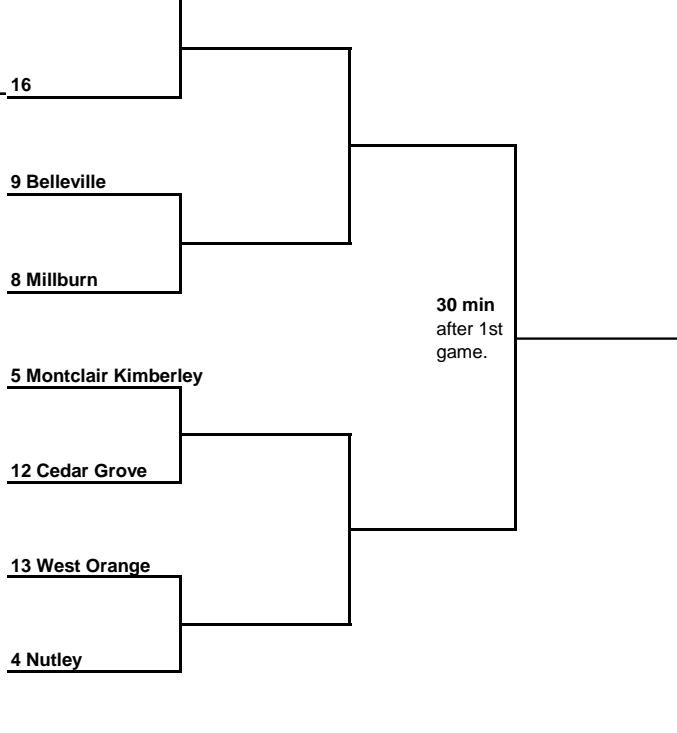 16
9 Belleville
8 Millburn
30 min
after 1st
game.
5 Montclair Kimberley
12 Cedar Grove
13 West Orange
4 Nutley